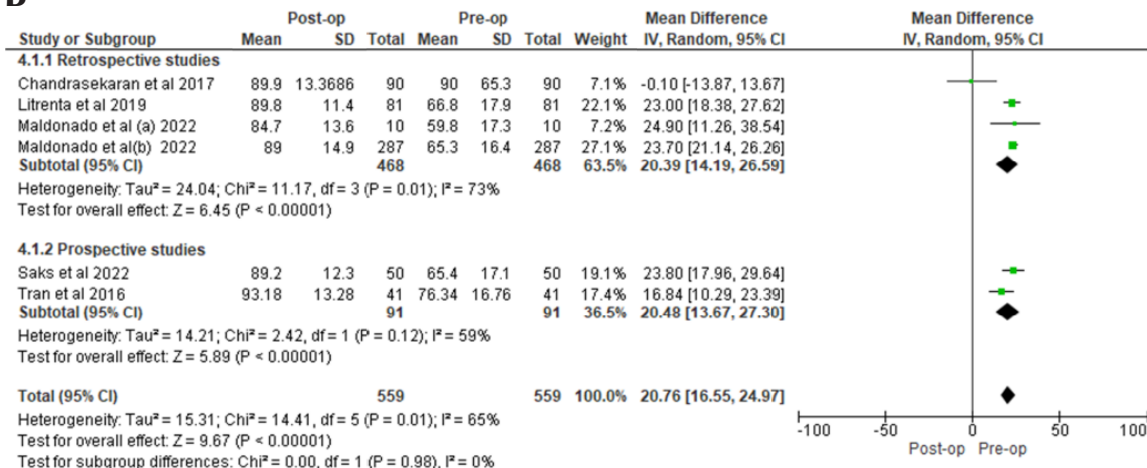 Post-op Pre-op Mean Difference Mean Difference
Study or Subgroup Mean SD Total Mean SD Total Weight IV, Random, 95% CI IV, Random, 95% CI
4.1.1 Retrospective studies
Chandrasekaran et al 2017 89.9 13.3686 90 90 65.3 90 7.1% -0.10 [-13.87, 13.67]
Litrenta et al 2019 89.8 11.4 81 66.8 17.9 81 22.1% 23.00 [18.38, 27.62]
Maldonado et al (a) 2022 84.7 13.6 10 59.8 17.3 10 7.2% 24.90 [11.26, 38.54]
Maldonado et al(b) 2022 89 14.9 287 65.3 16.4 287 27.1% 23.70 [21.14, 26.26]
Subtotal (95% CI) 468 468 63.5% 20.39 [14.19, 26.59]
Heterogeneity: Tau² = 24.04; Chi² = 11.17, df = 3 (P = 0.01); I² = 73%
Test for overall effect: Z = 6.45 (P < 0.00001)
4.1.2 Prospective studies
Saks et al 2022 89.2 12.3 50 65.4 17.1 50 19.1% 23.80 [17.96, 29.64]
Tran et al 2016 93.18 13.28 41 76.34 16.76 41 17.4% 16.84 [10.29, 23.39]
Subtotal (95% CI) 91 91 36.5% 20.48 [13.67, 27.30]
Heterogeneity: Tau² = 14.21; Chi² = 2.42, df = 1 (P = 0.12); I² = 59%
Test for overall effect: Z = 5.89 (P < 0.00001)
Total (95% CI) 559 559 100.0% 20.76 [16.55, 24.97]
Heterogeneity: Tau² = 15.31; Chi² = 14.41, df = 5 (P = 0.01); I² = 65%
Test for overall effect: Z = 9.67 (P < 0.00001)
Test for subgroup differences: Chi² = 0.00, df = 1 (P = 0.98), I² = 0%
-100 -50 0 50 100
Post-op Pre-op